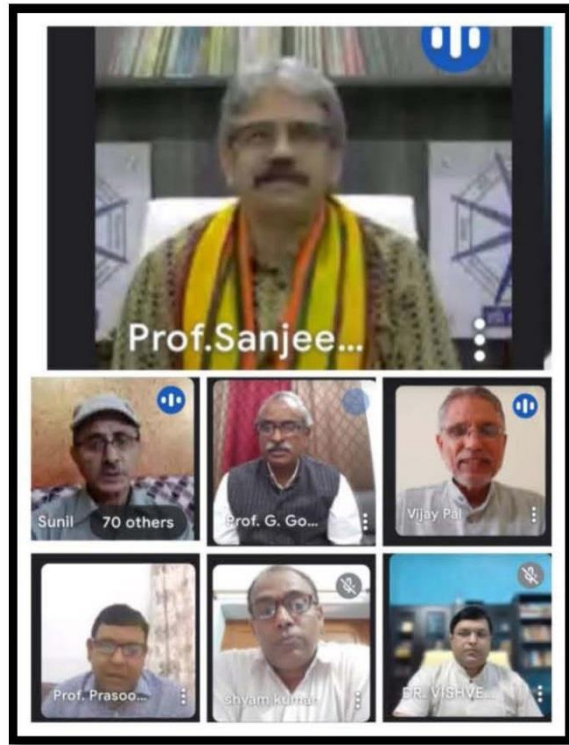 Prof.Sanjee...
Sunil
70 others
Prof. G. Go...
Vijay Pal
Prof. Prasoo...
shyam kumar
DR. VISHVE...